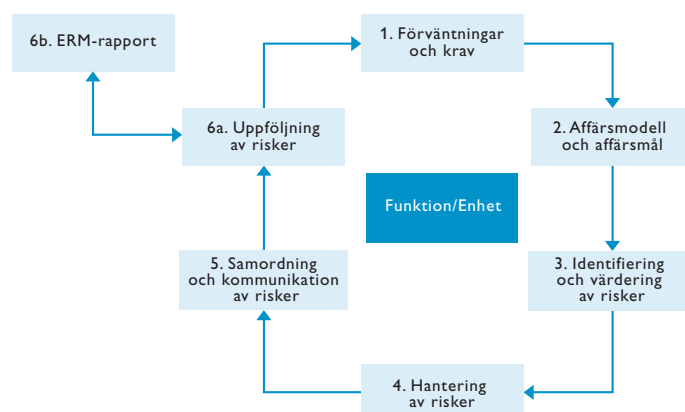 6b. ERM-rapport
1. Förväntningar
och krav
6a. Uppföljning
av risker
2. Affärsmodell
och affärsmål
Funktion/Enhet
5. Samordning
och kommunikation
av risker
3. Identifiering
och värdering
av risker
4. Hantering
av risker